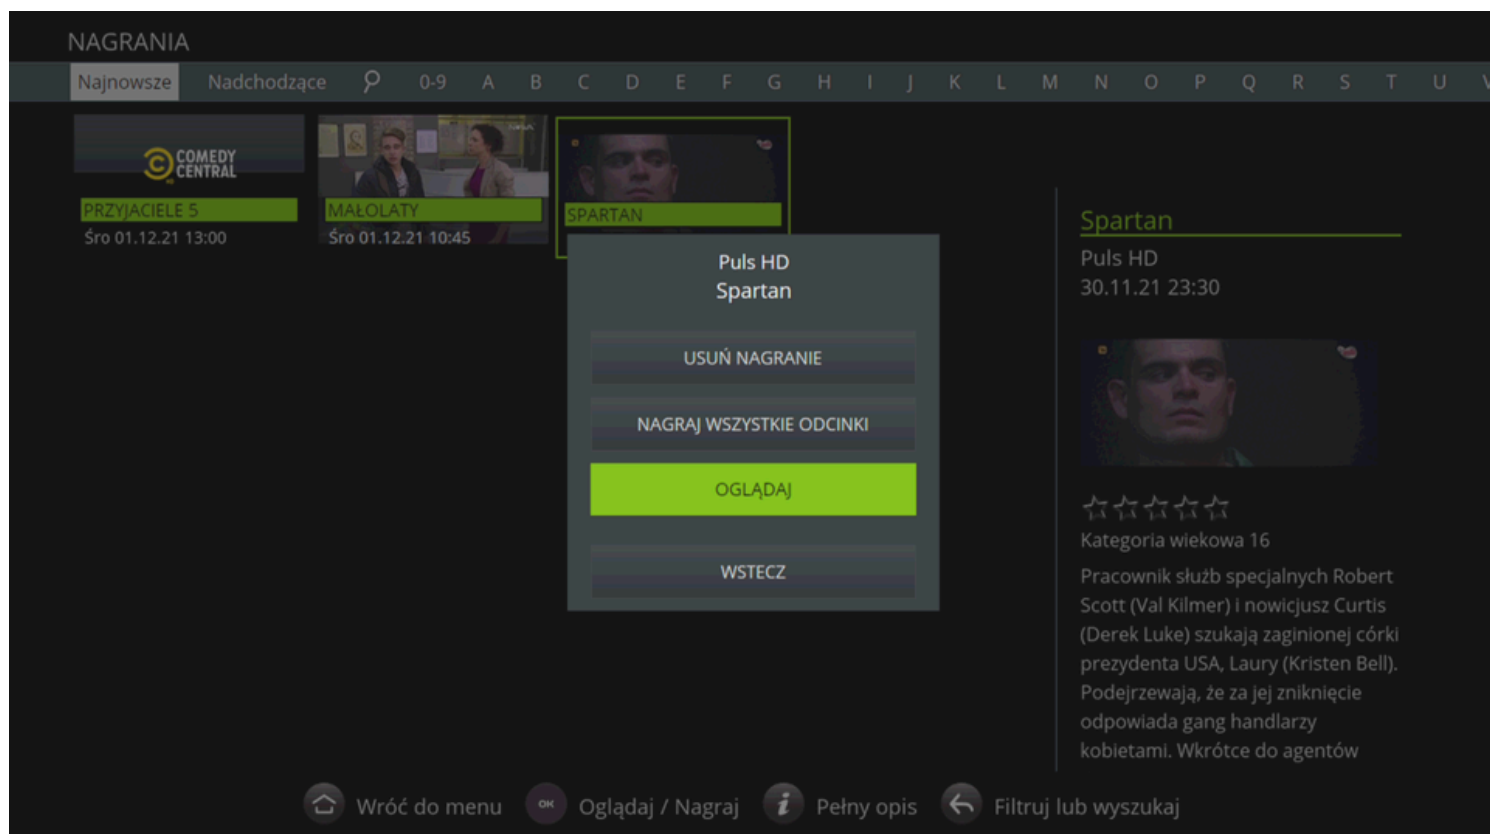 NAGRANIA
Najnowsze Nadchodzące 0-9 A B C D E F G H I J K L M N O P Q R S T U V
COMEDY
CENTRAL
HD
PRZYJACIELE 5
Śro 01.12.21 13:00
MAŁOLATY
Śro 01.12.21 10:45
SPARTAN
Puls HD
Spartan
USUŃ NAGRANIE
NAGRAJ WSZYSTKIE ODCINKI
OGLĄDAJ
WSTECZ
Spartan
Puls HD
30.11.21 23:30
Kategoria wiekowa 16
Pracownik służb specjalnych Robert
Scott (Val Kilmer) i nowicjusz Curtis
(Derek Luke) szukają zaginionej córki
prezydenta USA, Laury (Kristen Bell).
Podejrzewają, że za jej zniknięcie
odpowiada gang handlarzy
kobietami. Wkrótce do agentów
Wróć do menu OK Oglądaj / Nagraj i Pełny opis Filtruj lub wyszukaj